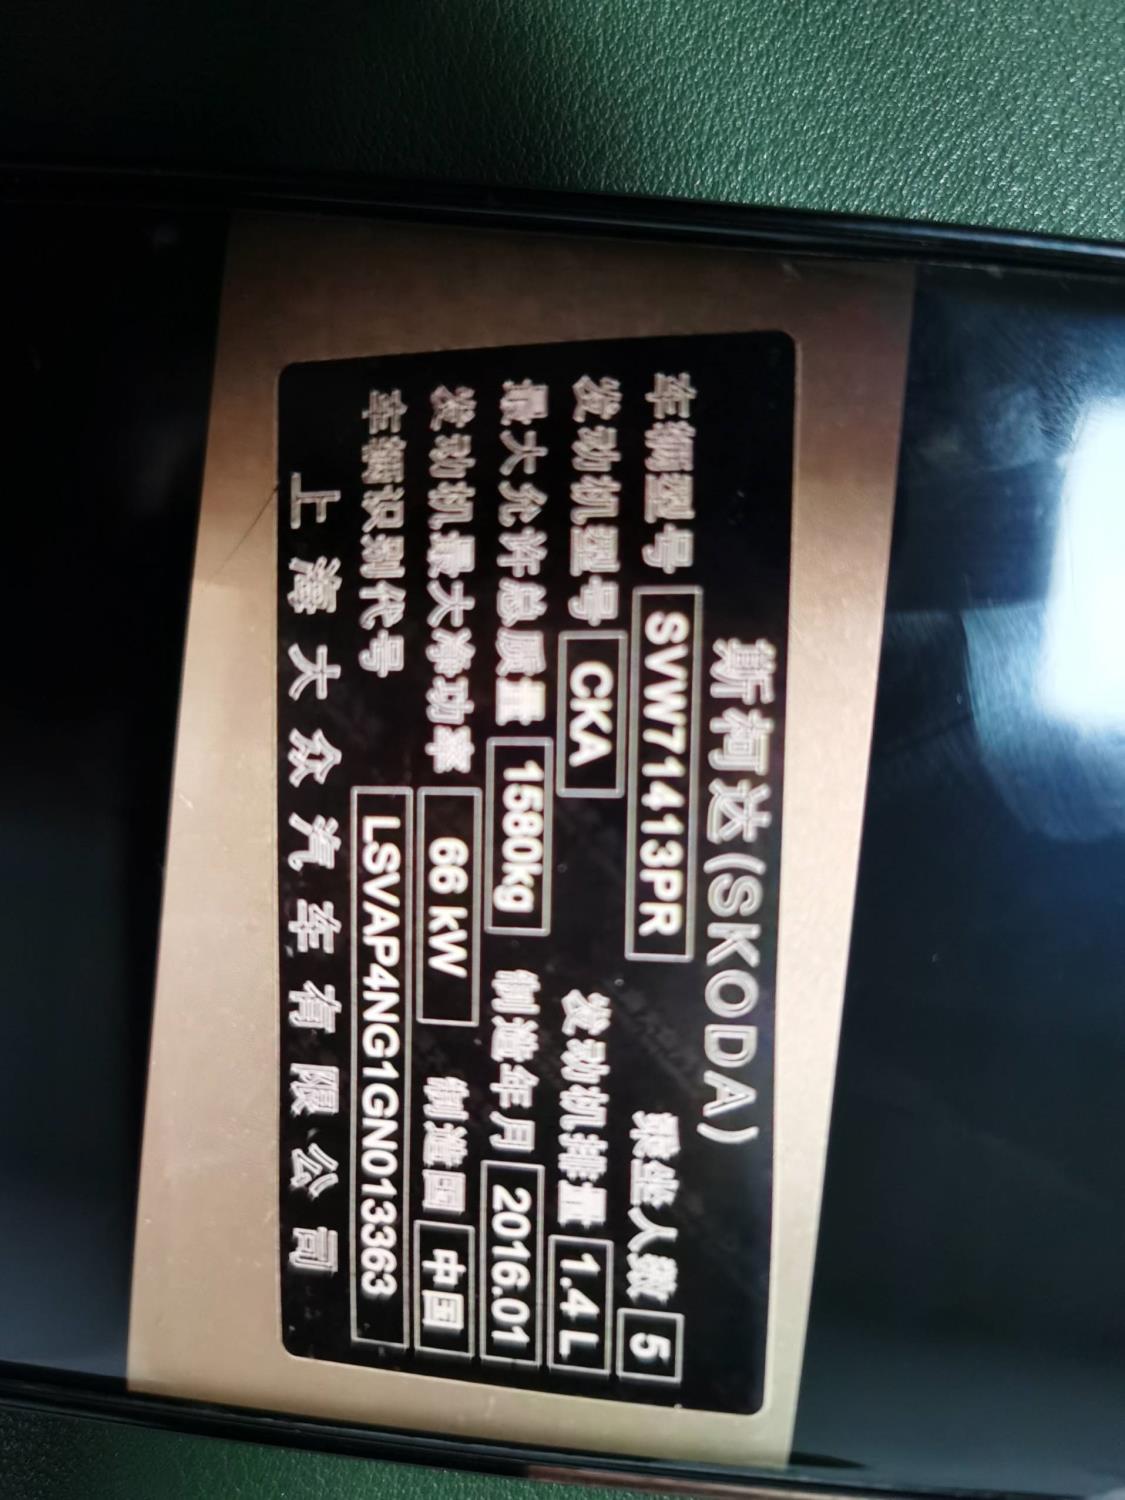 斯柯达(SKODA)
车辆型号 SVW71413PR 乘坐人数 5
发动机型号 CKA 发动机排量 1.4 L
最大允许总质量 1580kg 制造年月 2016.01
发动机最大净功率 66 kW 制造国 中国
车辆识别代号 LSVAP4NG1GN013363
上海大众汽车有限公司